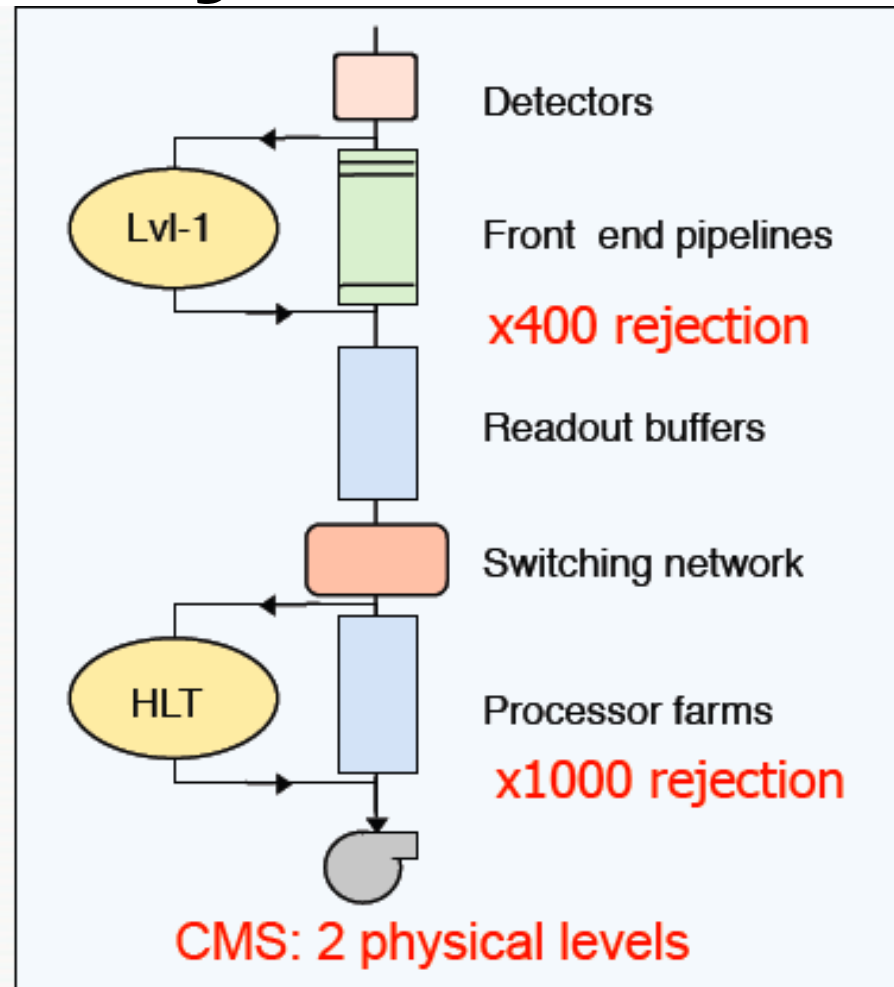 Detectors
Lvl-1
Front end pipelines
x400 rejection
Readout buffers
Switching network
HLT
Processor farms
x1000 rejection
CMS: 2 physical levels